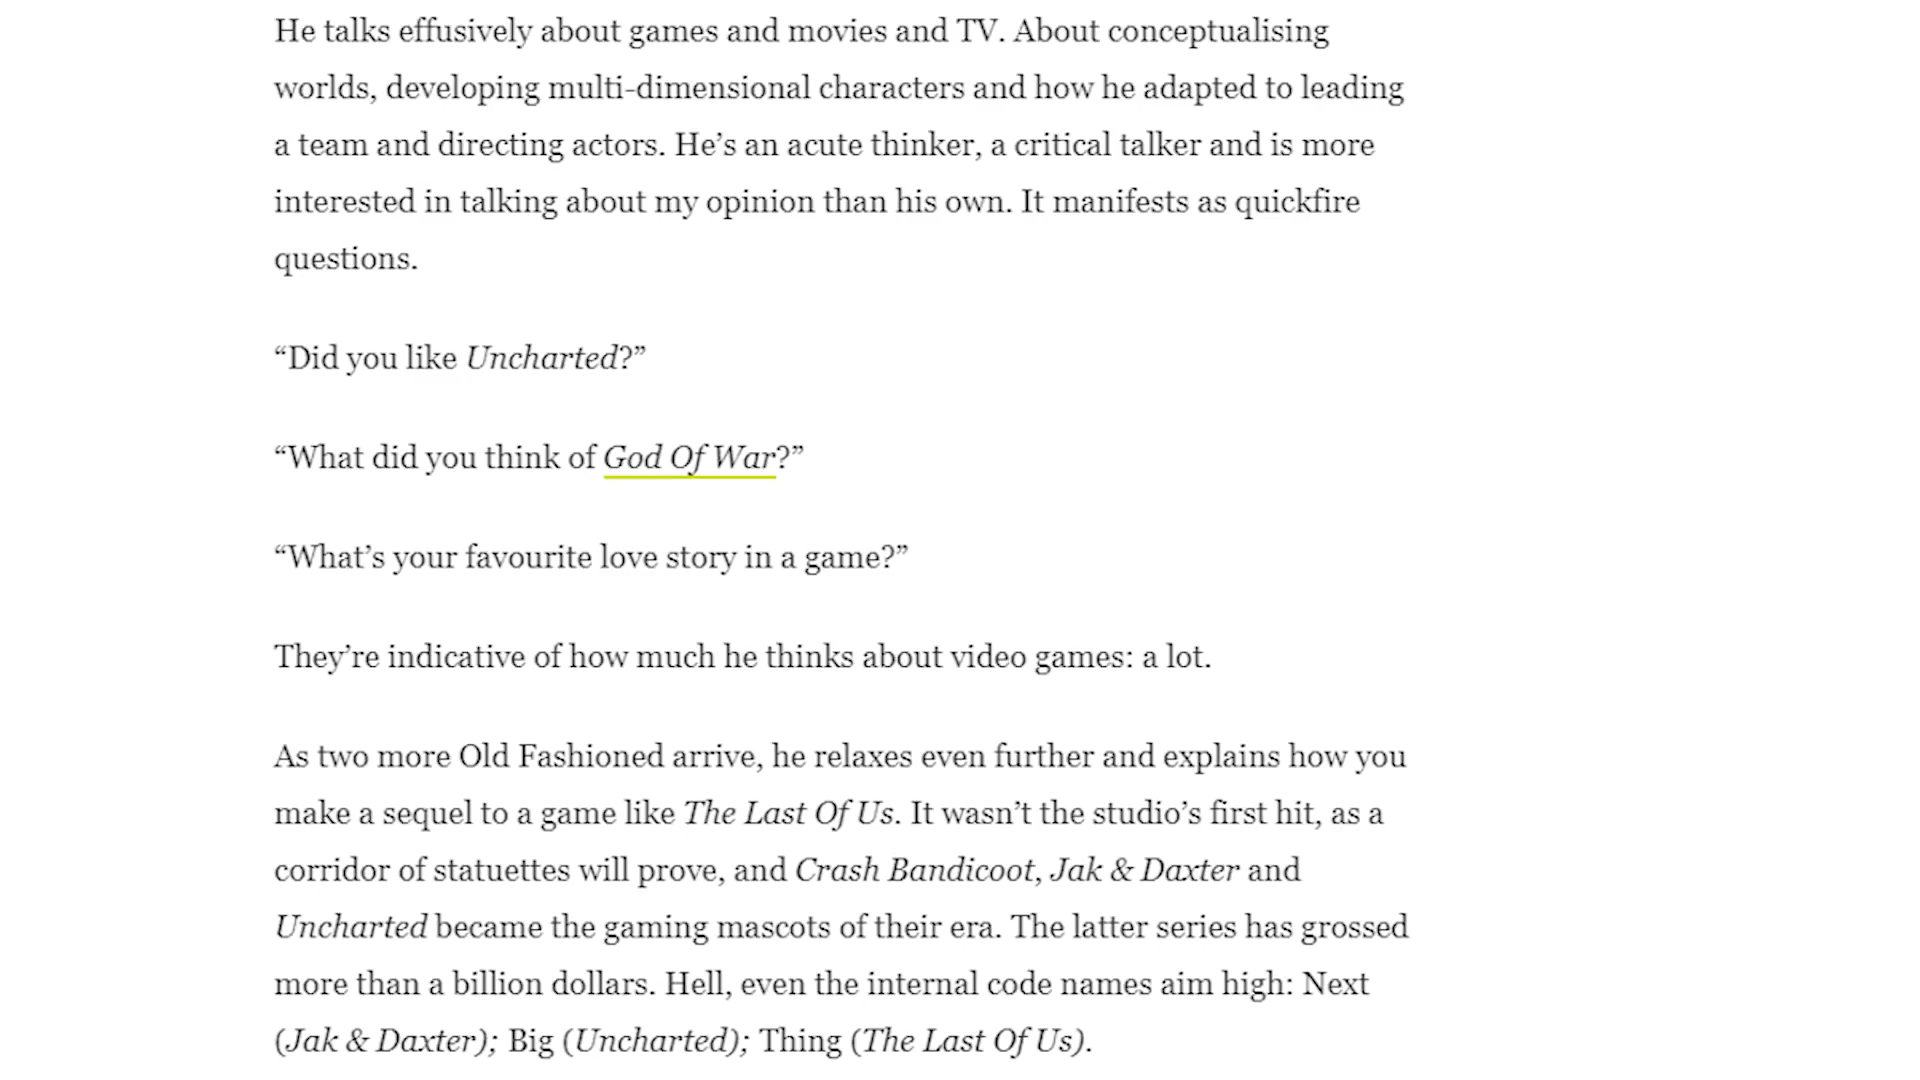 He talks effusively about games and movies and TV. About conceptualising
worlds, developing multi-dimensional characters and how he adapted to leading
a team and directing actors. He’s an acute thinker, a critical talker and is more
interested in talking about my opinion than his own. It manifests as quickfire
questions.
“Did you like Uncharted?”
“What did you think of God Of War?”
“What’s your favourite love story in a game?”
They’re indicative of how much he thinks about video games: a lot.
As two more Old Fashioned arrive, he relaxes even further and explains how you
make a sequel to a game like The Last Of Us. It wasn’t the studio’s first hit, as a
corridor of statuettes will prove, and Crash Bandicoot, Jak & Daxter and
Uncharted became the gaming mascots of their era. The latter series has grossed
more than a billion dollars. Hell, even the internal code names aim high: Next
(Jak & Daxter); Big (Uncharted); Thing (The Last Of Us).